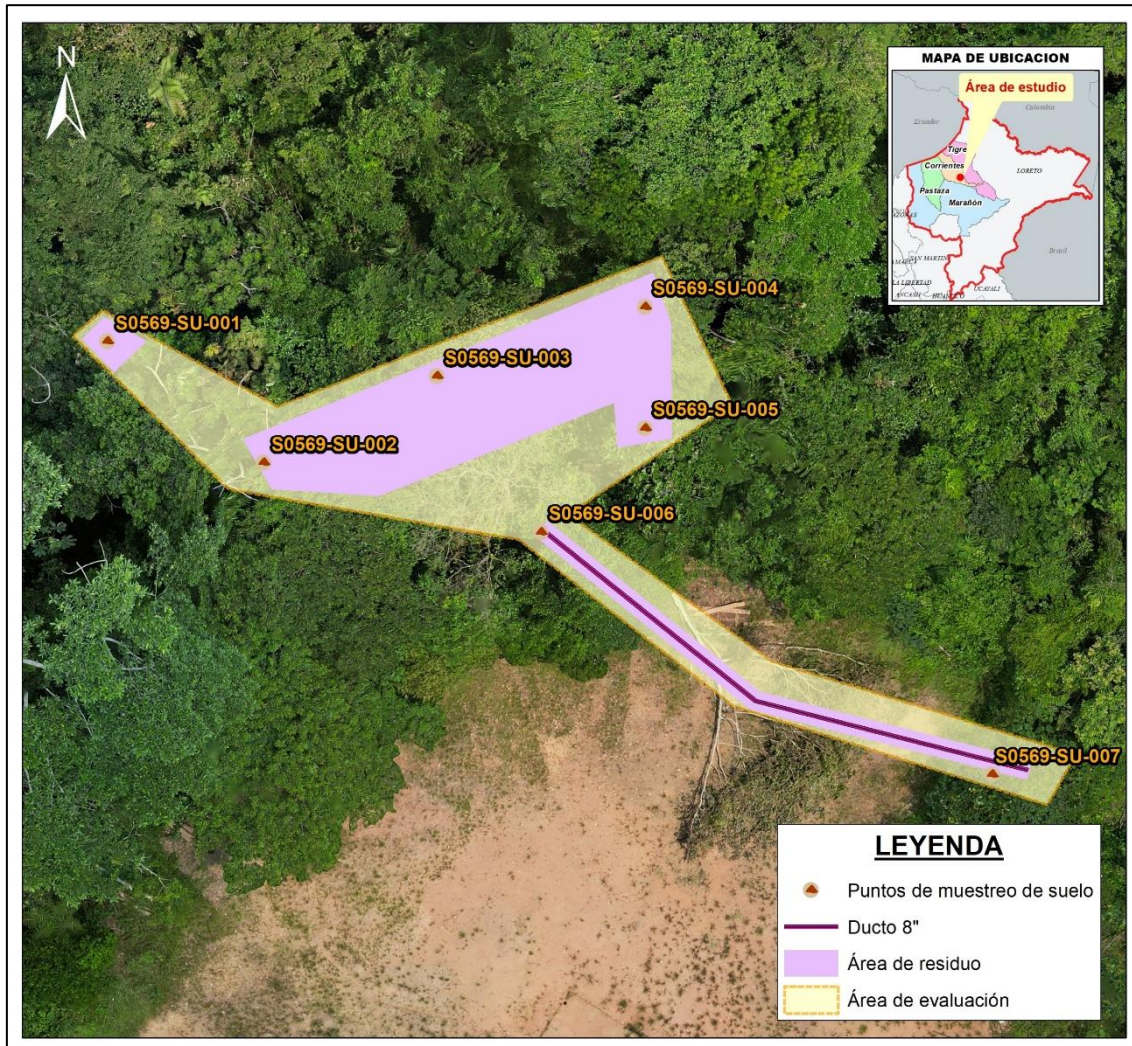 N
MAPA DE UBICACION
Área de estudio
Ecuador
Colombia
Tigre
Corrientes
LORETO
Pastaza
Marañón
Brasil
SAN MARTIN
LA LIBERTAD
UCAYALI
ANCASH
HUANUCO
S0569-SU-001
S0569-SU-002
S0569-SU-003
S0569-SU-004
S0569-SU-005
S0569-SU-006
S0569-SU-007
LEYENDA
Puntos de muestreo de suelo
Ducto 8"
Área de residuo
Área de evaluación